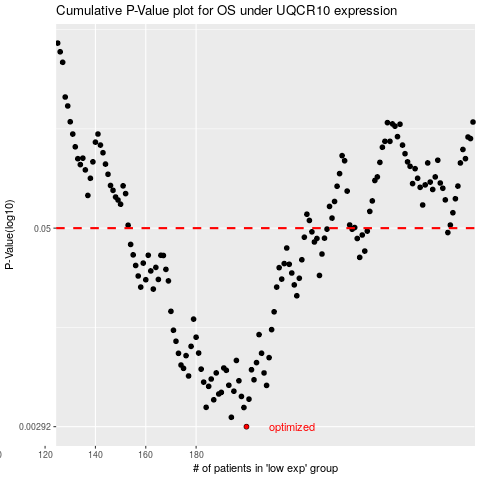 Cumulative P-Value plot for OS under UQCR10 expression
P-Value(log10)
0.05
0.00292
optimized
0 120 140 160 180
# of patients in 'low exp' group